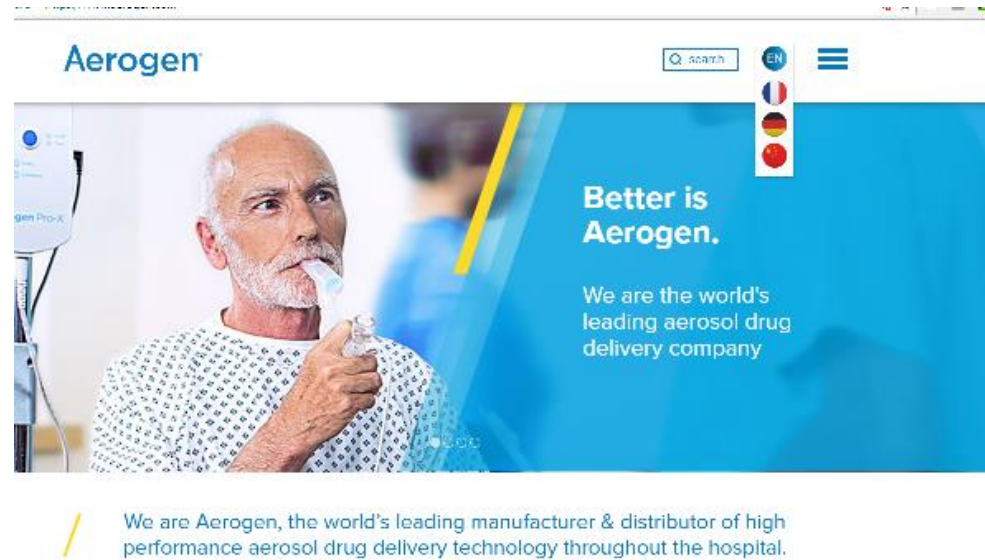 Aerogen
search
EN
gen Pro-X
Better is
Aerogen.
We are the world's
leading aerosol drug
delivery company
We are Aerogen, the world's leading manufacturer & distributor of high
performance aerosol drug delivery technology throughout the hospital.